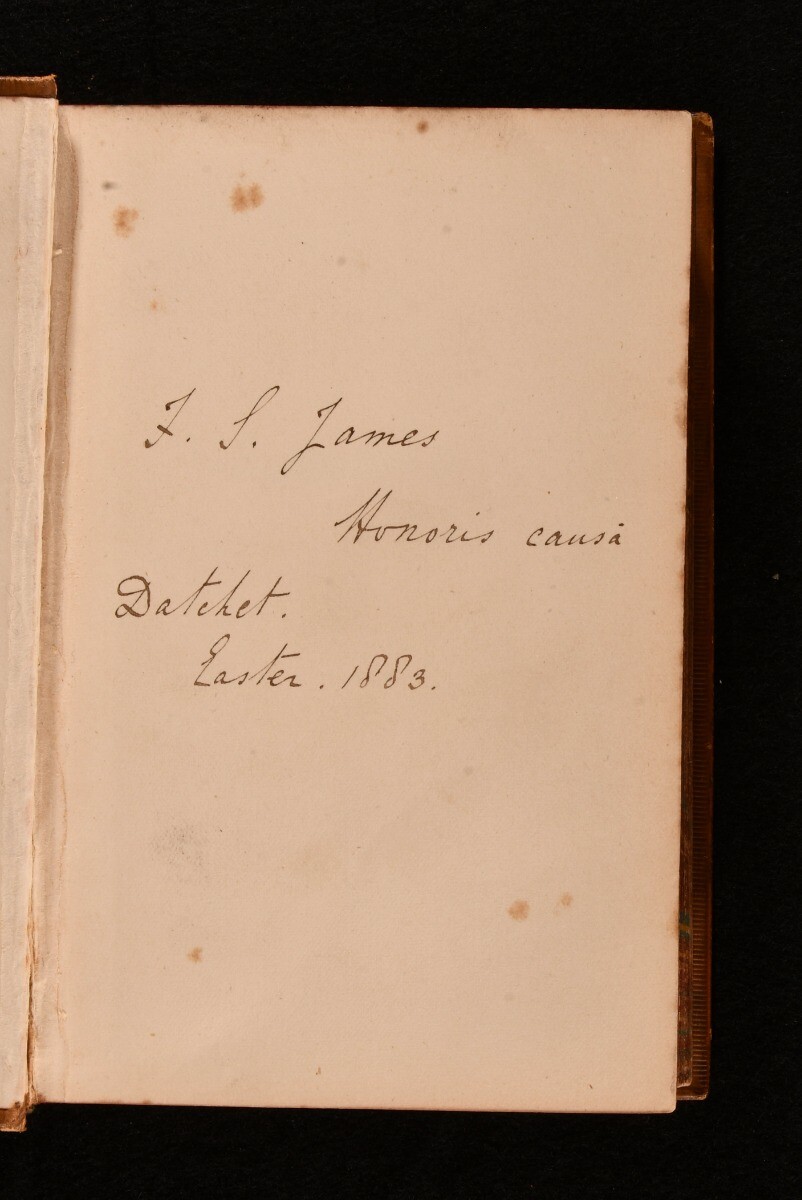 F. S. James
Honoris causâ
Datchet.
Easter. 1883.